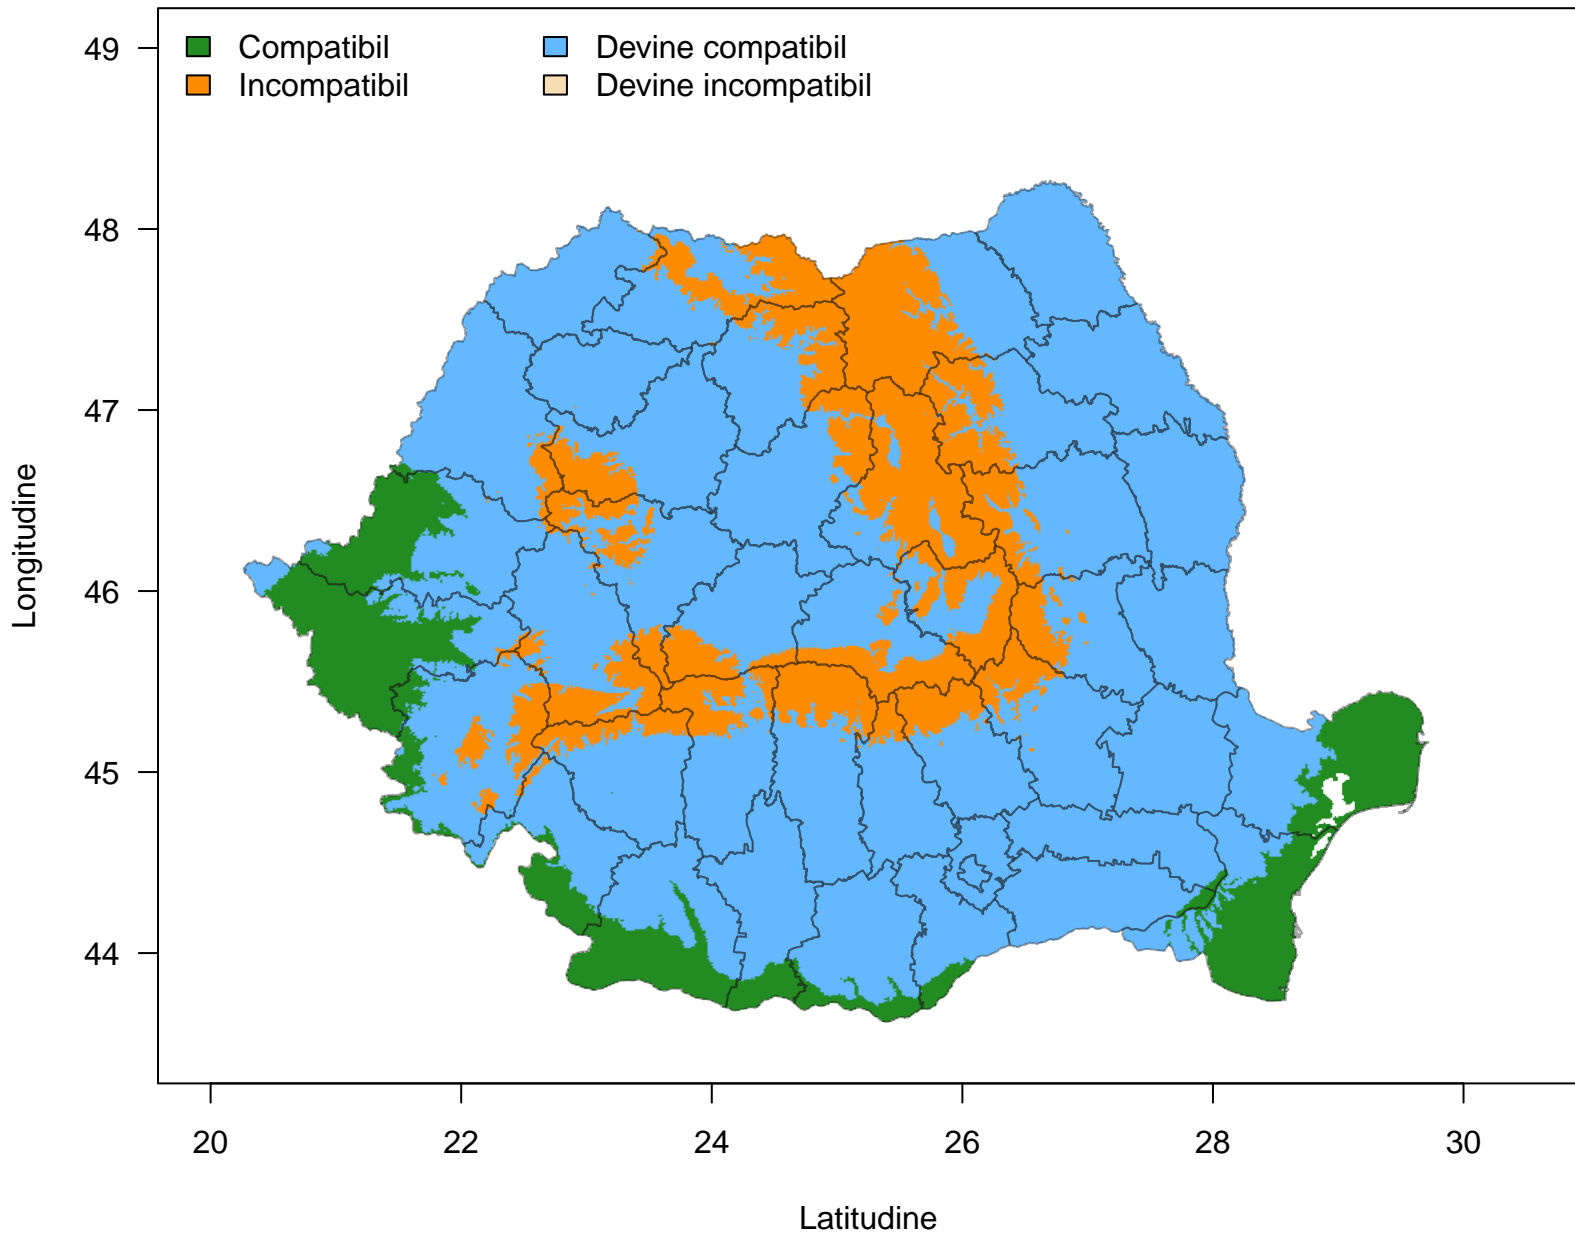 Compatibil
Incompatibil
Devine compatibil
Devine incompatibil
49
48
47
46
45
44
Longitudine
20 22 24 26 28 30
Latitudine